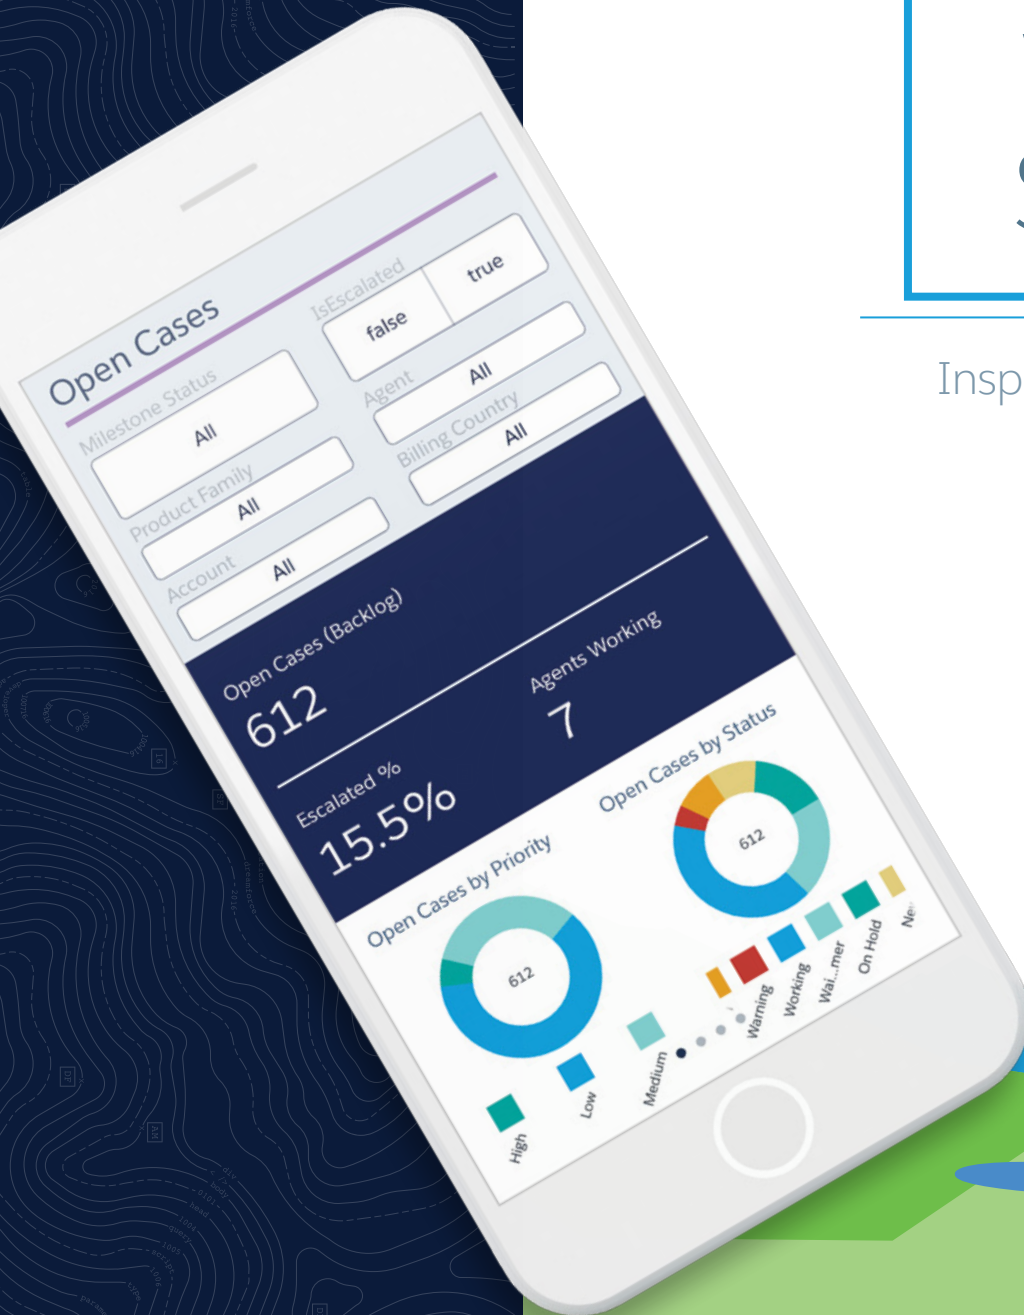 Open Cases
Milestone Status
All
IsEscalated
false
true
Product Family
All
Agent
All
Account
All
Billing Country
All
Open Cases (Backlog)
612
Escalated %
15.5%
Agents Working
7
Open Cases by Priority
612
High
Low
Medium
Open Cases by Status
612
Warning
Working
Wai...mer
On Hold
Ne
Insp